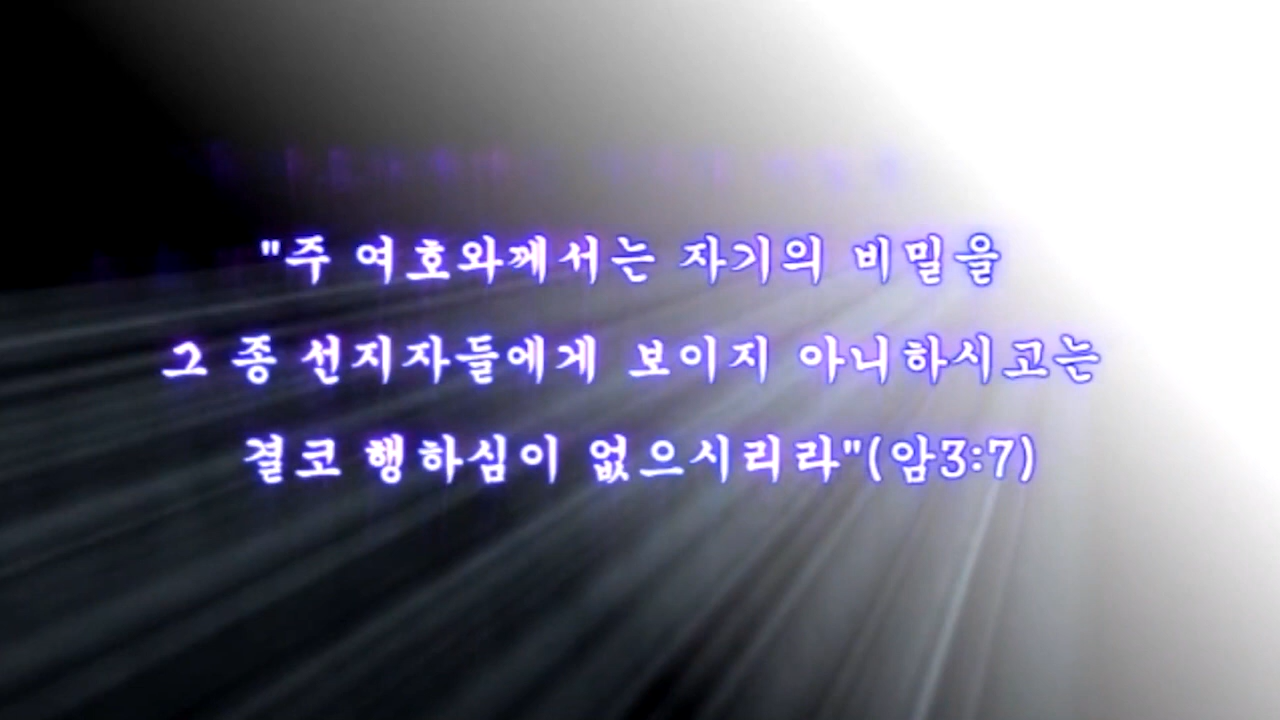 "주 여호와께서는 자기의 비밀을
그 종 선지자들에게 보이지 아니하시고는
결코 행하심이 없으시리라"(암3:7)